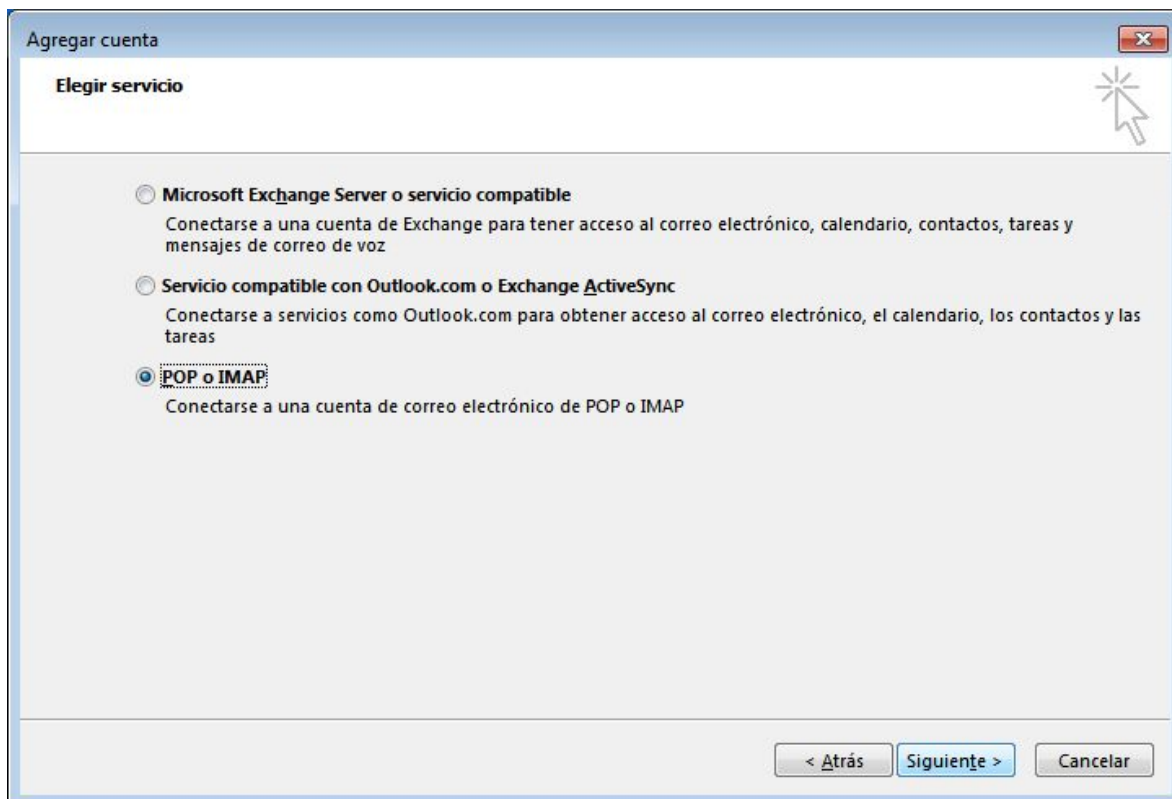 Agregar cuenta
Elegir servicio
Microsoft Exchange Server o servicio compatible
Conectarse a una cuenta de Exchange para tener acceso al correo electrónico, calendario, contactos, tareas y
mensajes de correo de voz
Servicio compatible con Outlook.com o Exchange ActiveSync
Conectarse a servicios como Outlook.com para obtener acceso al correo electrónico, el calendario, los contactos y las
tareas
POP o IMAP
Conectarse a una cuenta de correo electrónico de POP o IMAP
< Atrás
Siguiente >
Cancelar